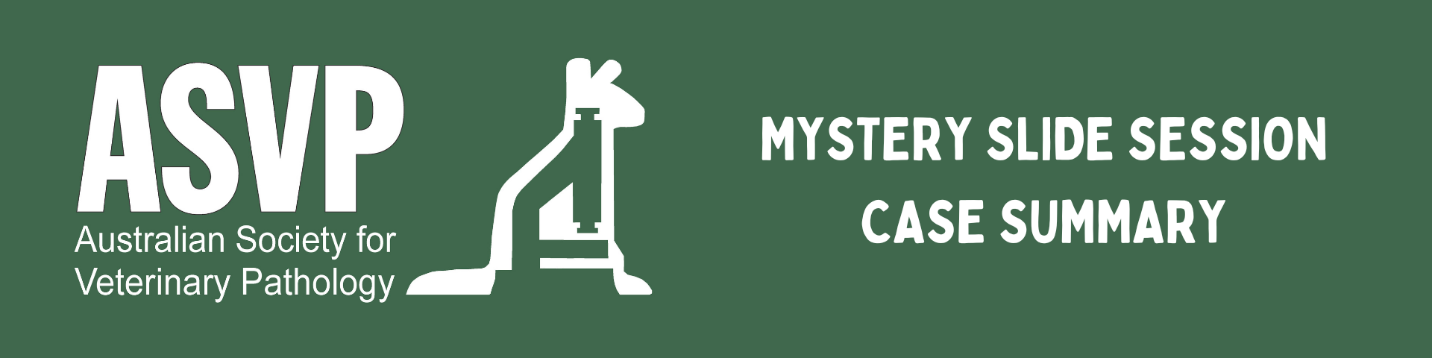 ASVP
Australian Society for
Veterinary Pathology
MYSTERY SLIDE SESSION
CASE SUMMARY